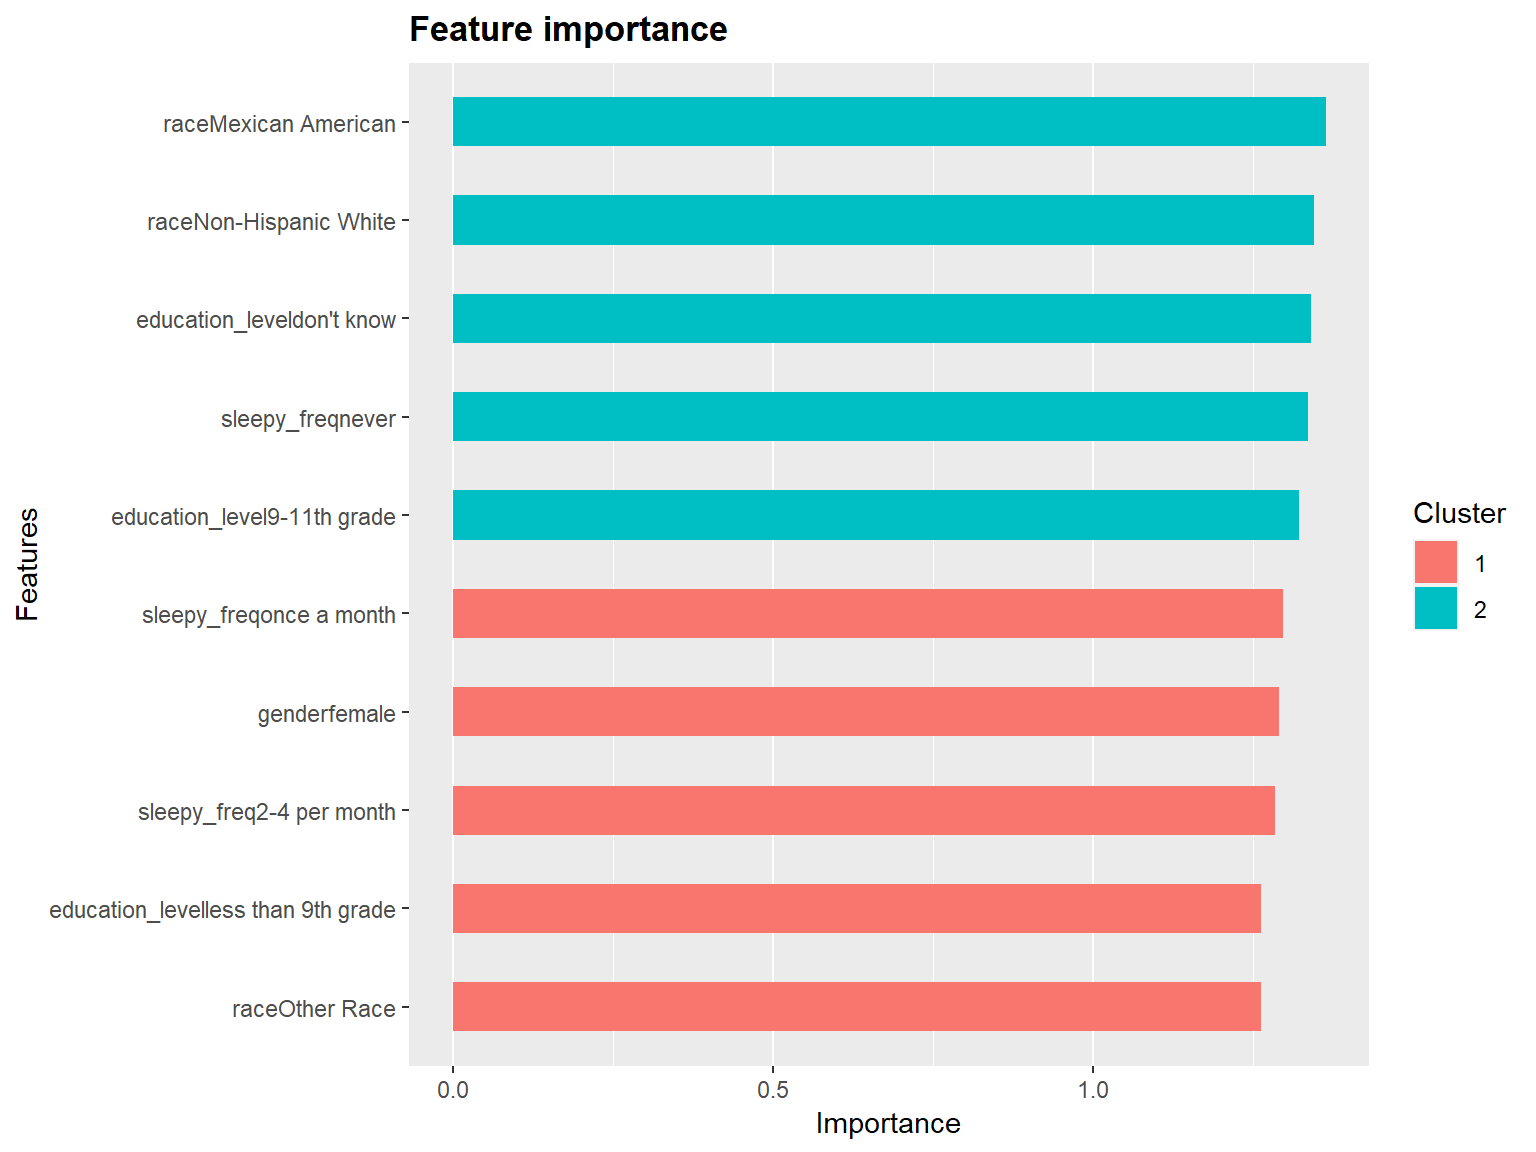 Feature importance
Features
raceMexican American
raceNon-Hispanic White
education_leveldon't know
sleepy_freqnever
education_level9-11th grade
sleepy_freqonce a month
genderfemale
sleepy_freq2-4 per month
education_levelless than 9th grade
raceOther Race
0.0 0.5 1.0
Importance
Cluster
1
2